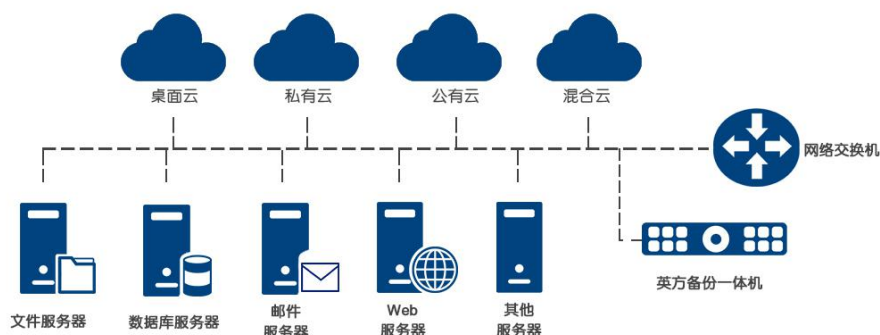 桌面云
私有云
公有云
混合云
网络交换机
英方备份一体机
文件服务器
数据库服务器
邮件
服务器
Web
服务器
其他
服务器